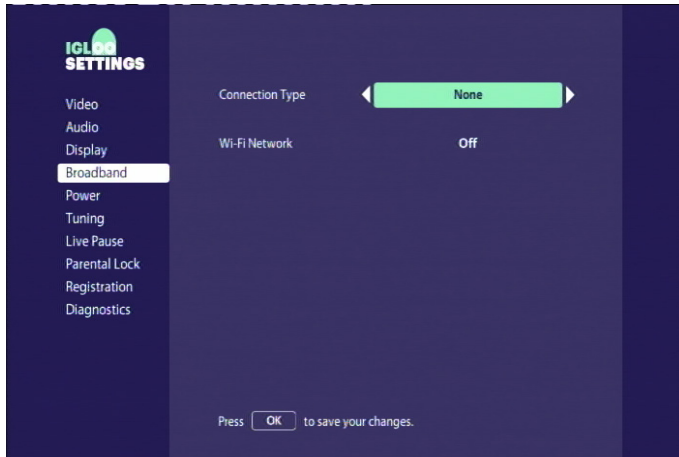 IGLOO
SETTINGS
Video
Audio
Display
Broadband
Power
Tuning
Live Pause
Parental Lock
Registration
Diagnostics
Connection Type None
Wi-Fi Network Off
Press OK to save your changes.